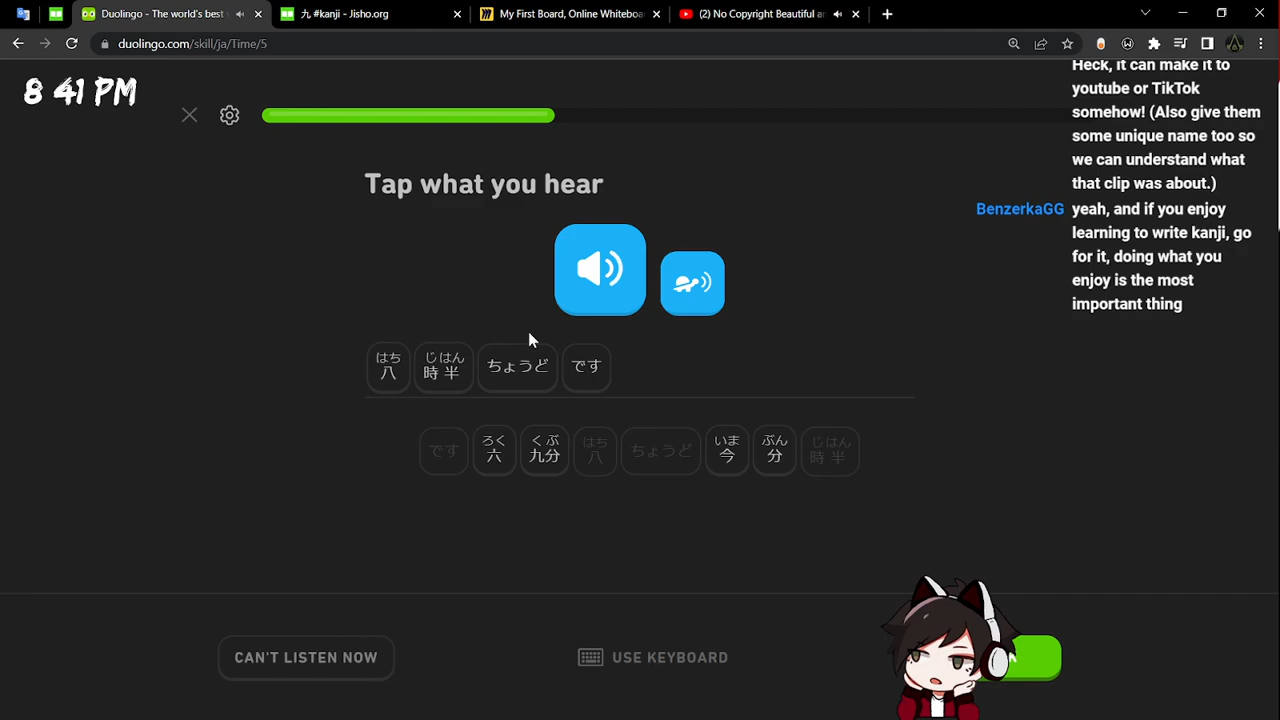 Duolingo - The world's best
九 #kanji - Jisho.org
My First Board, Online Whiteboa
(2) No Copyright Beautiful a
duolingo.com/skill/ja/Time/5
8 41 PM
Heck, it can make it to
youtube or TikTok
somehow! (Also give them
some unique name too so
we can understand what
that clip was about.)
BenzerkaGG yeah, and if you enjoy
learning to write kanji, go
for it, doing what you
enjoy is the most
important thing
Tap what you hear
はち じはん
八 時半 ちょうど です
ろく くぶ はち いま ぶん じはん
です 六 九分 八 ちょうど 今 分 時半
CAN'T LISTEN NOW
USE KEYBOARD